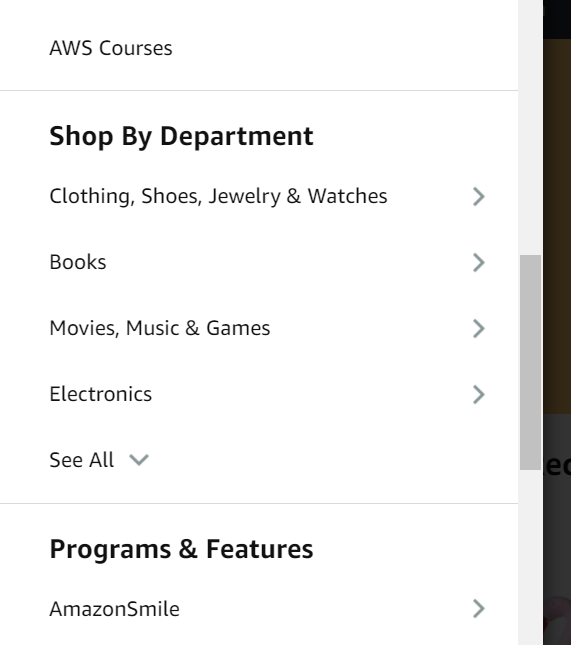 AWS Courses
Shop By Department
Clothing, Shoes, Jewelry & Watches
Books
Movies, Music & Games
Electronics
See All
Programs & Features
AmazonSmile